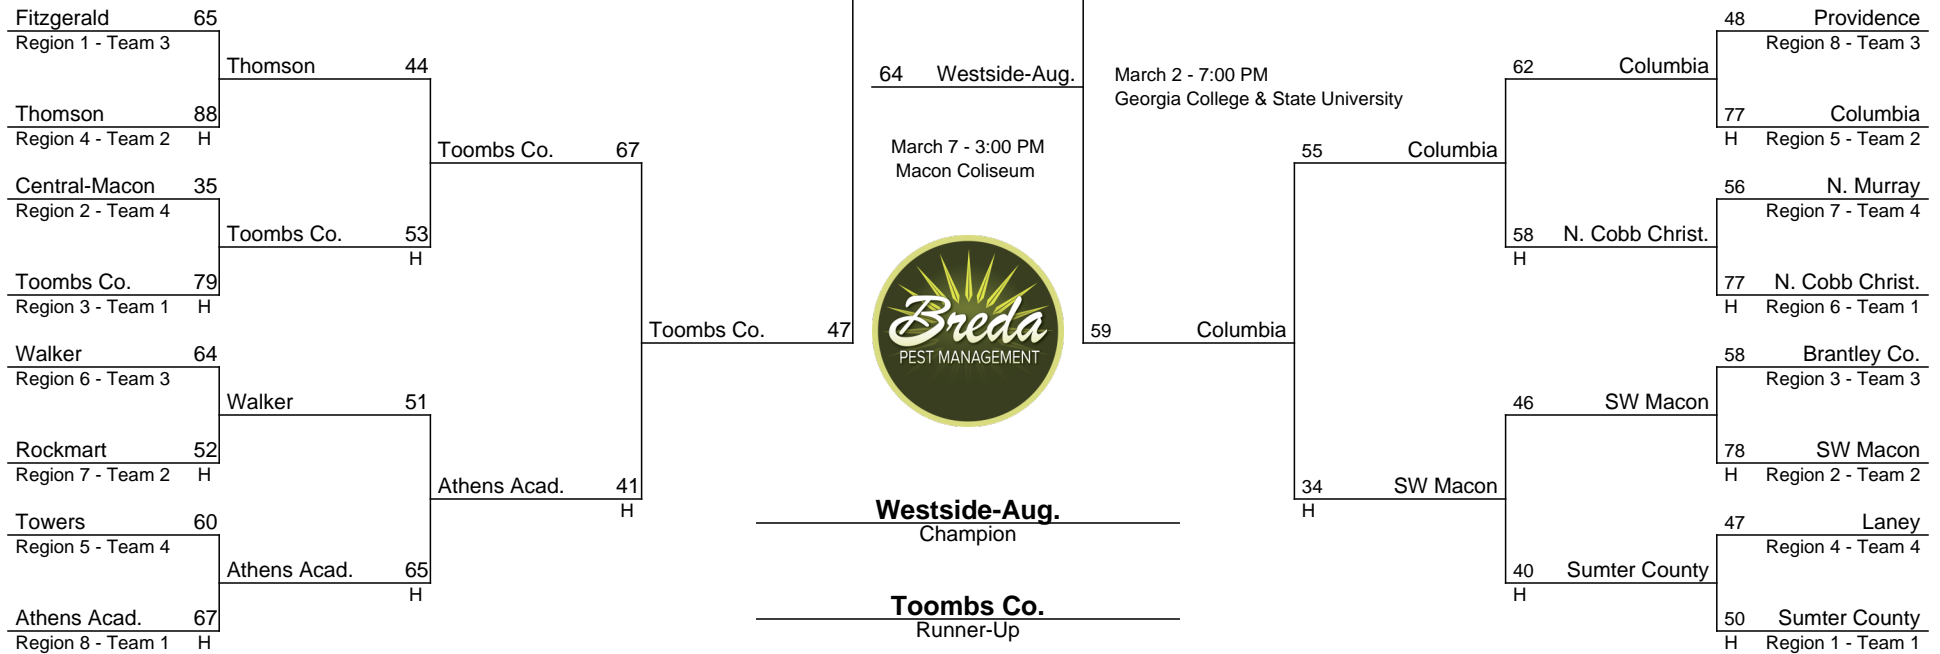 Fitzgerald 65
Region 1 - Team 3
Thomson 88
Region 4 - Team 2 H
Central-Macon 35
Region 2 - Team 4
Toombs Co. 79
Region 3 - Team 1 H
Walker 64
Region 6 - Team 3
Rockmart 52
Region 7 - Team 2 H
Towers 60
Region 5 - Team 4
Athens Acad. 67
Region 8 - Team 1 H
Thomson 44
Toombs Co. 53
H
Walker 51
Athens Acad. 65
H
Toombs Co. 67
Athens Acad. 41
H
Toombs Co. 47
64 Westside-Aug.
March 7 - 3:00 PM
Macon Coliseum
Breda
PEST MANAGEMENT
Westside-Aug.
Champion
Toombs Co.
Runner-Up
March 2 - 7:00 PM
Georgia College & State University
59 Columbia
55 Columbia
34 SW Macon
H
62 Columbia
58 N. Cobb Christ.
H
46 SW Macon
40 Sumter County
H
48 Providence
Region 8 - Team 3
77 Columbia
H Region 5 - Team 2
56 N. Murray
Region 7 - Team 4
77 N. Cobb Christ.
H Region 6 - Team 1
58 Brantley Co.
Region 3 - Team 3
78 SW Macon
H Region 2 - Team 2
47 Laney
Region 4 - Team 4
50 Sumter County
H Region 1 - Team 1